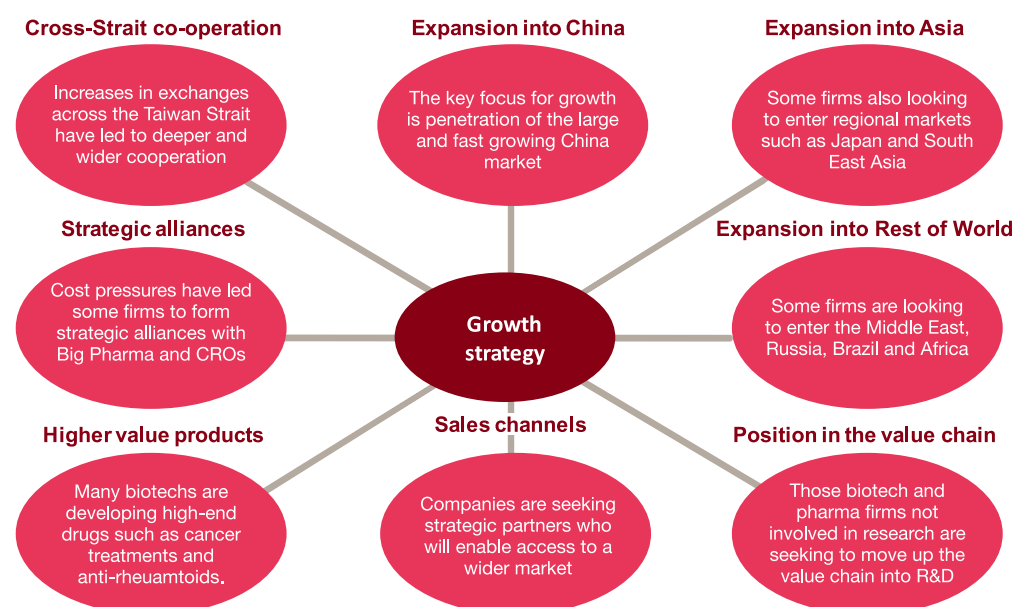 Cross-Strait co-operation
Increases in exchanges
across the Taiwan Strait
have led to deeper and
wider cooperation
Expansion into China
The key focus for growth
is penetration of the large
and fast growing China
market
Expansion into Asia
Some firms also looking
to enter regional markets
such as Japan and South
East Asia
Strategic alliances
Cost pressures have led
some firms to form
strategic alliances with
Big Pharma and CROs
Growth
strategy
Expansion into Rest of World
Some firms are looking
to enter the Middle East,
Russia, Brazil and Africa
Higher value products
Many biotechs are
developing high-end
drugs such as cancer
treatments and
anti-rheuamtoids.
Sales channels
Companies are seeking
strategic partners who
will enable access to a
wider market
Position in the value chain
Those biotech and
pharma firms not
involved in research are
seeking to move up the
value chain into R&D